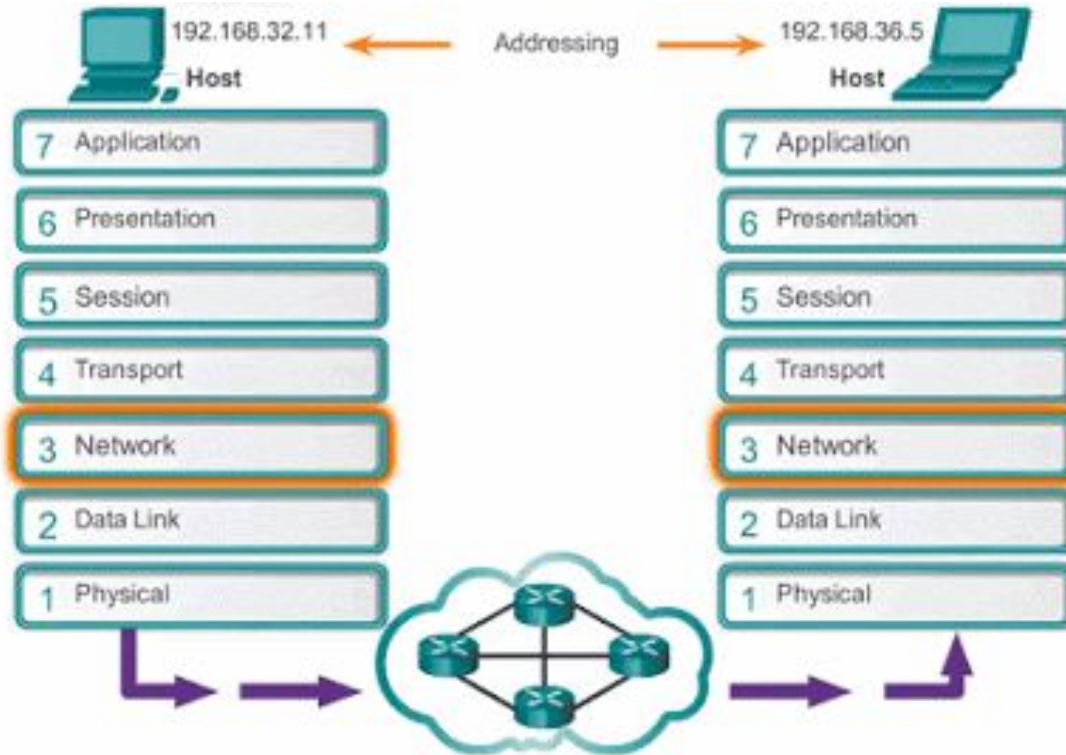 192.168.32.11
Addressing
192.168.36.5
Host
Host
7 Application
7 Application
6 Presentation
6 Presentation
5 Session
5 Session
4 Transport
4 Transport
3 Network
3 Network
2 Data Link
2 Data Link
1 Physical
1 Physical